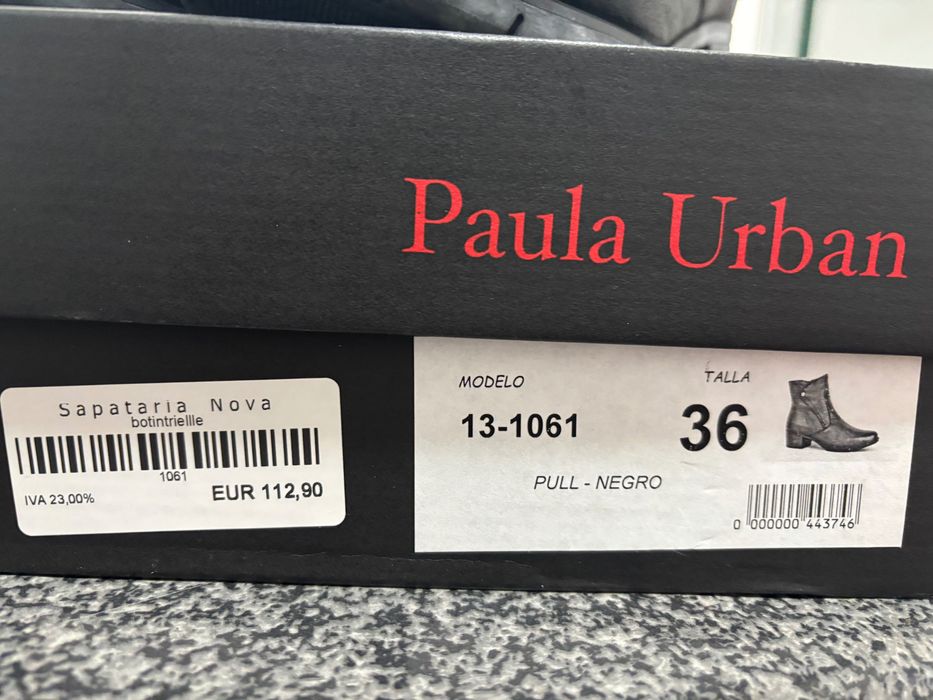 Paula Urban
Sapataria Nova
botintriellle
1061
IVA 23,00%
EUR 112,90
MODELO
TALLA
13-1061
36
PULL - NEGRO
0 000000 443746